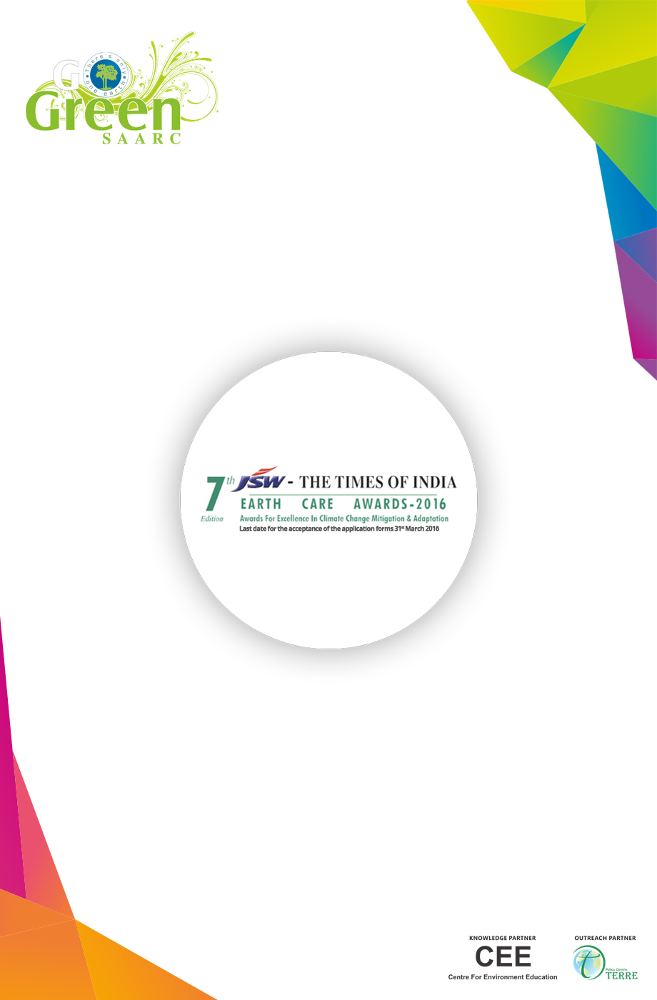 GO
There's only one earth
Green
SAARC
7th JSW - THE TIMES OF INDIA
Edition EARTH CARE AWARDS-2016
Awards For Excellence In Climate Change Mitigation & Adaptation
Last date for the acceptance of the application forms 31st March 2016
KNOWLEDGE PARTNER
CEE
Centre For Environment Education
OUTREACH PARTNER
Policy Centre
TERRE